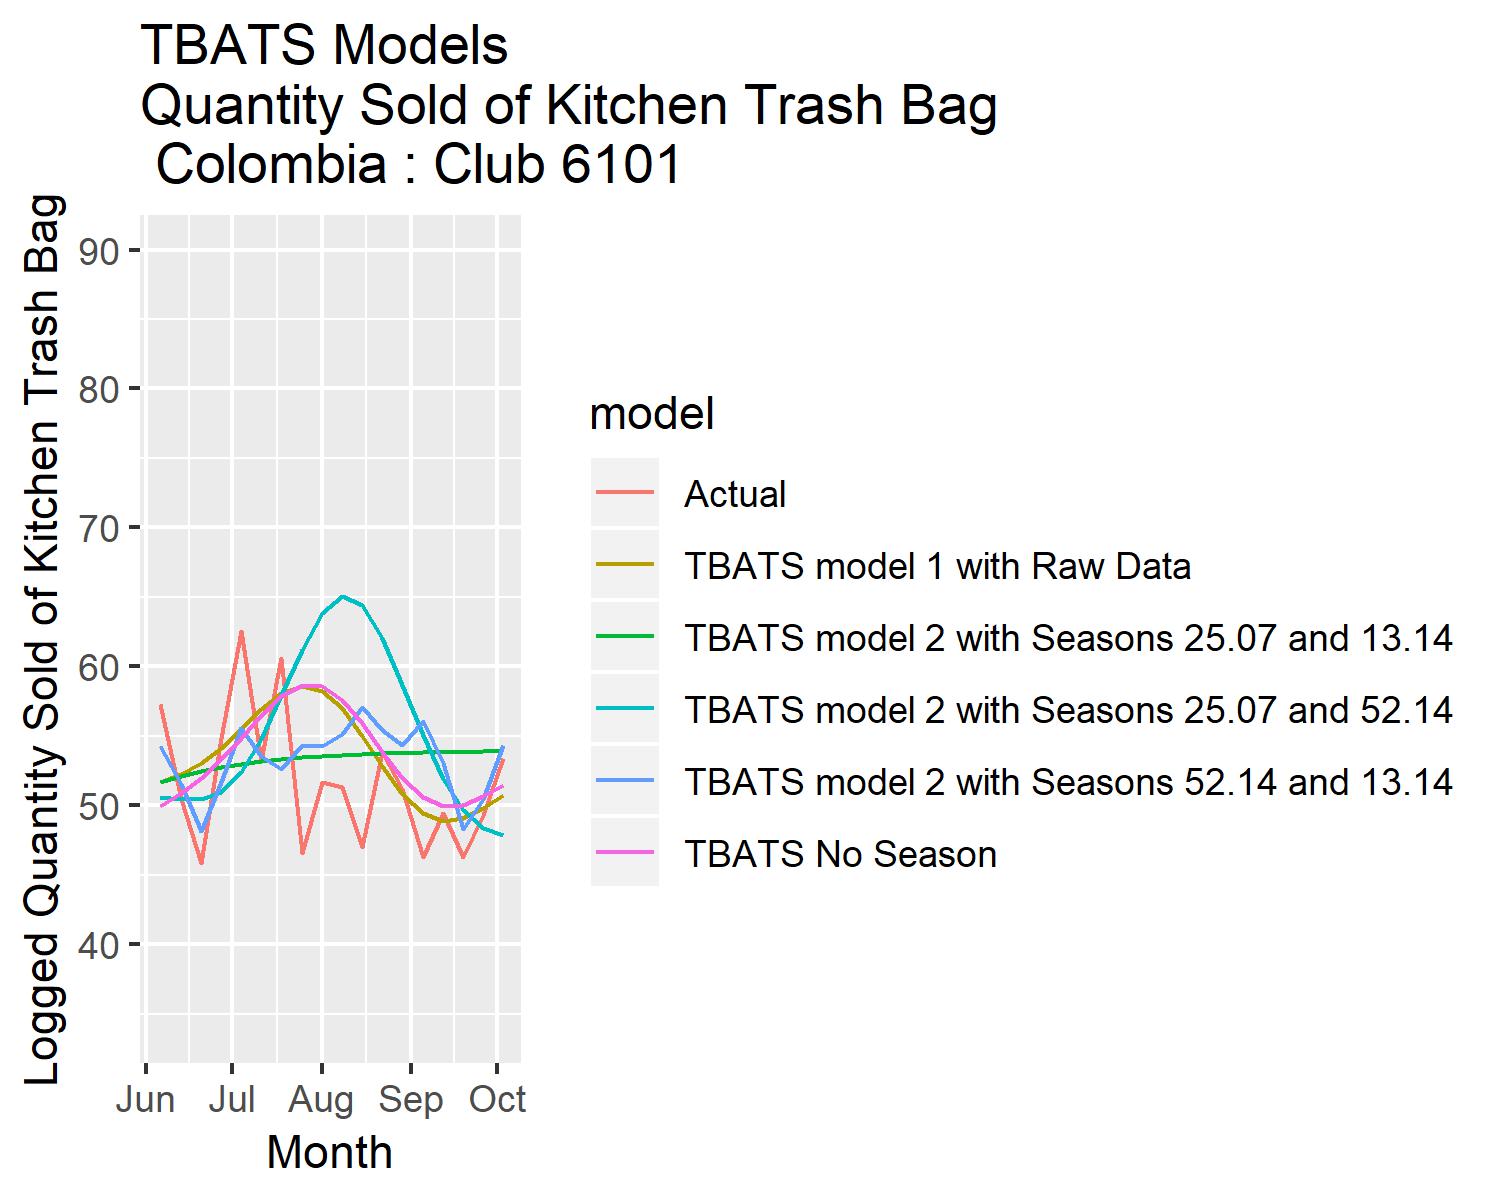 TBATS Models
Quantity Sold of Kitchen Trash Bag
Colombia : Club 6101
Logged Quantity Sold of Kitchen Trash Bag
90
80
70
60
50
40
Jun Jul Aug Sep Oct
Month
model
Actual
TBATS model 1 with Raw Data
TBATS model 2 with Seasons 25.07 and 13.14
TBATS model 2 with Seasons 25.07 and 52.14
TBATS model 2 with Seasons 52.14 and 13.14
TBATS No Season